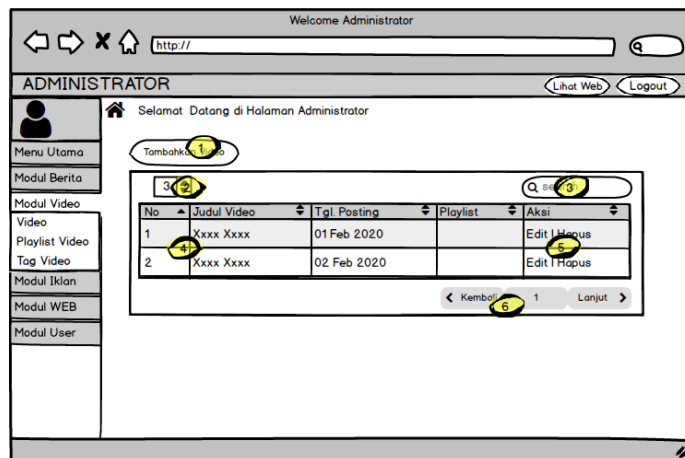 Welcome Administrator
http://
ADMINISTRATOR
Lihat Web
Logout
Selamat Datang di Halaman Administrator
Menu Utama
Modul Berita
Modul Video
Video
Playlist Video
Tag Video
Modul Iklan
Modul WEB
Modul User
Tambahkan Video
1
3
2
3
No Judul Video Tgl. Posting Playlist Aksi
1 Xxxx Xxxx 01 Feb 2020 Edit | Hapus
4
5
2 Xxxx Xxxx 02 Feb 2020 Edit | Hapus
Kembali 1 Lanjut
6